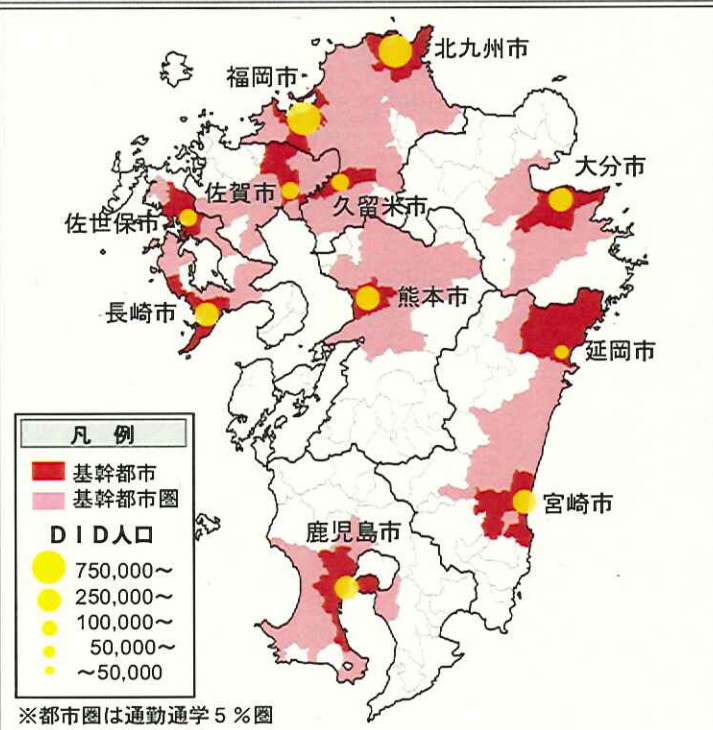 北九州市
福岡市
大分市
佐賀市
久留米市
佐世保市
熊本市
長崎市
延岡市
宮崎市
鹿児島市
凡 例
基幹都市
基幹都市圏
ＤＩＤ人口
750,000～
250,000～
100,000～
50,000～
～50,000
※都市圏は通勤通学５％圏